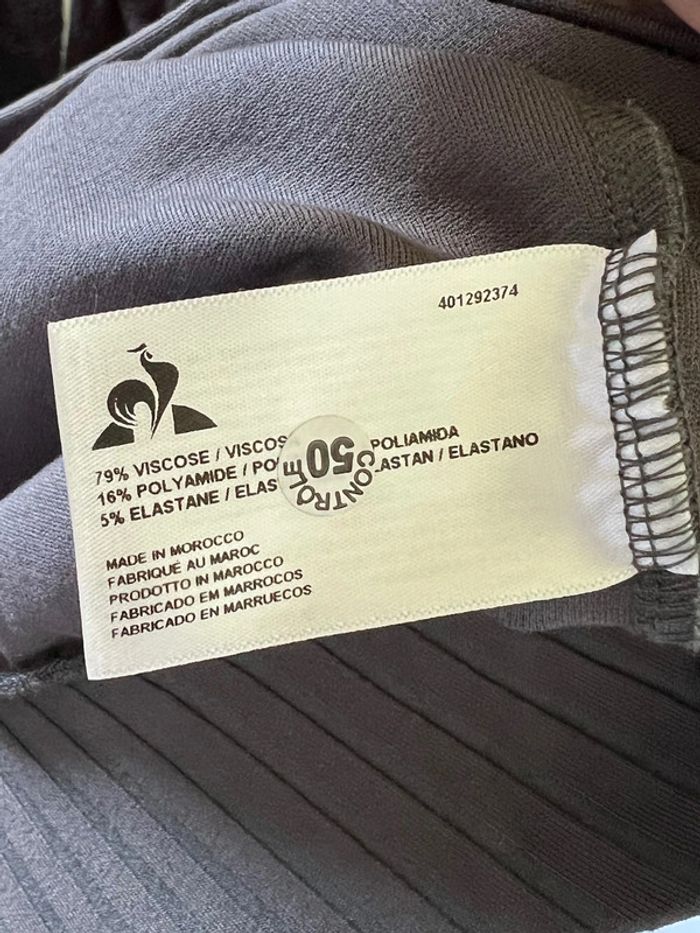 401292374
79% VISCOSE / VISCOS
16% POLYAMIDE / PO POLIAMIDA
5% ELASTANE / ELAS ASTAN / ELASTANO
CONTROLE
50
MADE IN MOROCCO
FABRIQUÉ AU MAROC
PRODOTTO IN MAROCCO
FABRICADO EM MARROCOS
FABRICADO EN MARRUECOS